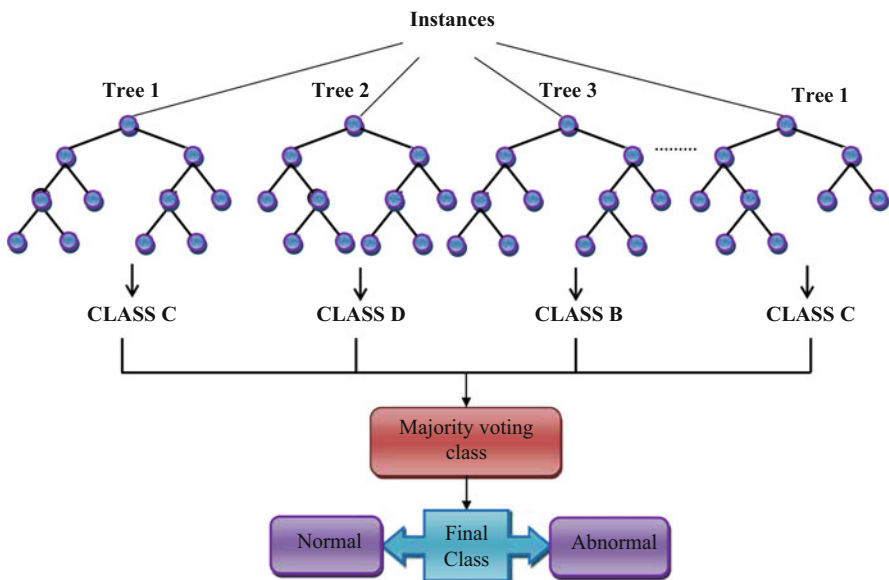 Instances
Tree 1
Tree 2
Tree 3
Tree 1
.........
CLASS C
CLASS D
CLASS B
CLASS C
Majority voting
class
Normal
Final
Class
Abnormal